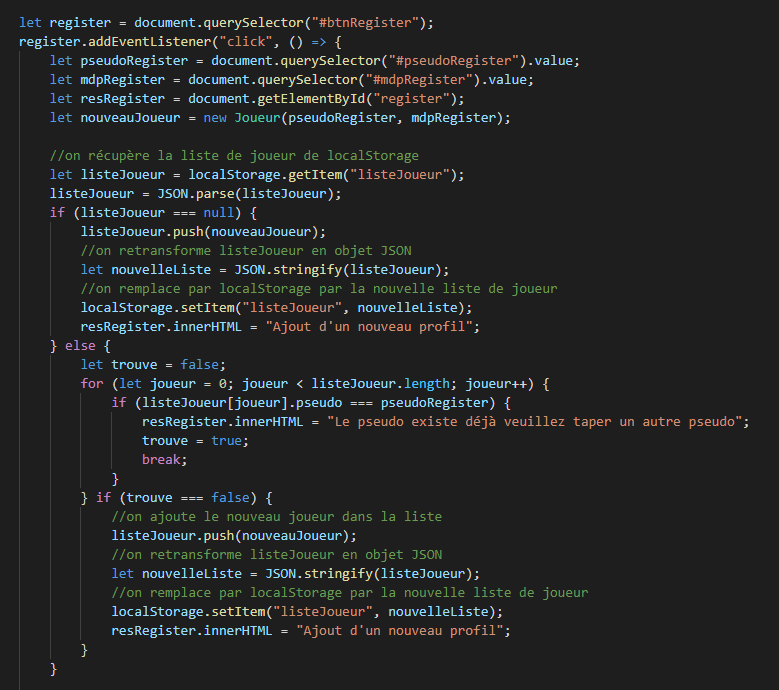 let register = document.querySelector("#btnRegister");
register.addEventListener("click", () => {
    let pseudoRegister = document.querySelector("#pseudoRegister").value;
    let mdpRegister = document.querySelector("#mdpRegister").value;
    let resRegister = document.getElementById("register");
    let nouveauJoueur = new Joueur(pseudoRegister, mdpRegister);

    //on récupère la liste de joueur de localStorage
    let listeJoueur = localStorage.getItem("listeJoueur");
    listeJoueur = JSON.parse(listeJoueur);
    if (listeJoueur === null) {
        listeJoueur.push(nouveauJoueur);
        //on retransforme listeJoueur en objet JSON
        let nouvelleListe = JSON.stringify(listeJoueur);
        //on remplace par localStorage par la nouvelle liste de joueur
        localStorage.setItem("listeJoueur", nouvelleListe);
        resRegister.innerHTML = "Ajout d'un nouveau profil";
    } else {
        let trouve = false;
        for (let joueur = 0; joueur < listeJoueur.length; joueur++) {
            if (listeJoueur[joueur].pseudo === pseudoRegister) {
                resRegister.innerHTML = "Le pseudo existe déjà veuillez taper un autre pseudo";
                trouve = true;
                break;
            }
        } if (trouve === false) {
            //on ajoute le nouveau joueur dans la liste
            listeJoueur.push(nouveauJoueur);
            //on retransforme listeJoueur en objet JSON
            let nouvelleListe = JSON.stringify(listeJoueur);
            //on remplace par localStorage par la nouvelle liste de joueur
            localStorage.setItem("listeJoueur", nouvelleListe);
            resRegister.innerHTML = "Ajout d'un nouveau profil";
        }
    }